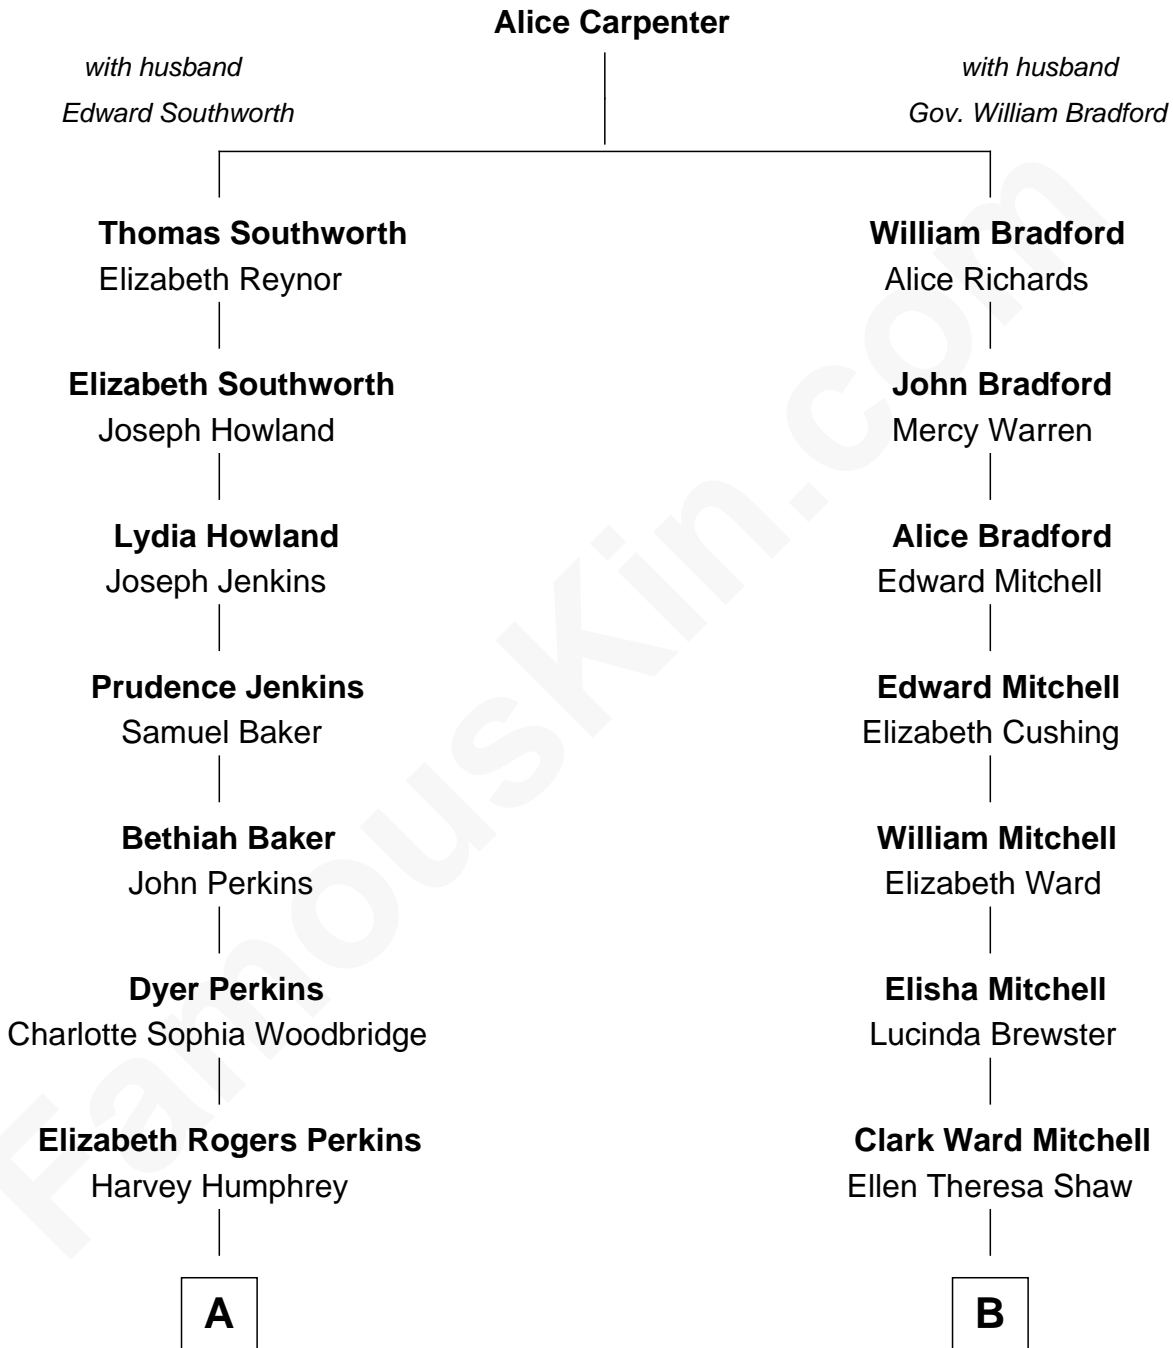 Alice Carpenter
with husband
Edward Southworth
with husband
Gov. William Bradford
Thomas Southworth
Elizabeth Reynor
William Bradford
Alice Richards
Elizabeth Southworth
Joseph Howland
John Bradford
Mercy Warren
Lydia Howland
Joseph Jenkins
Alice Bradford
Edward Mitchell
Prudence Jenkins
Samuel Baker
Edward Mitchell
Elizabeth Cushing
Bethiah Baker
John Perkins
William Mitchell
Elizabeth Ward
Dyer Perkins
Charlotte Sophia Woodbridge
Elisha Mitchell
Lucinda Brewster
Elizabeth Rogers Perkins
Harvey Humphrey
Clark Ward Mitchell
Ellen Theresa Shaw
A
B
FamousKin.com